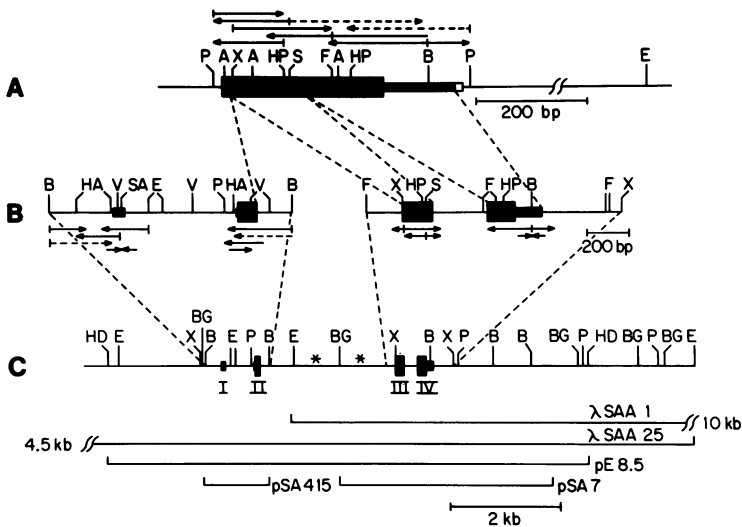 P A X A HP S F A HP B P E
A
200 bp
B HA V SA E V P HA V B F X HP S F HP B F X
B
200 bp
BG
HD E X B E P B E * BG * X B X P B B BG P HD BG P BG E
C
I II III IV
λ SAA 1 10 kb
4.5 kb λ SAA 25
pE 8.5
pSA 415 pSA 7
2 kb